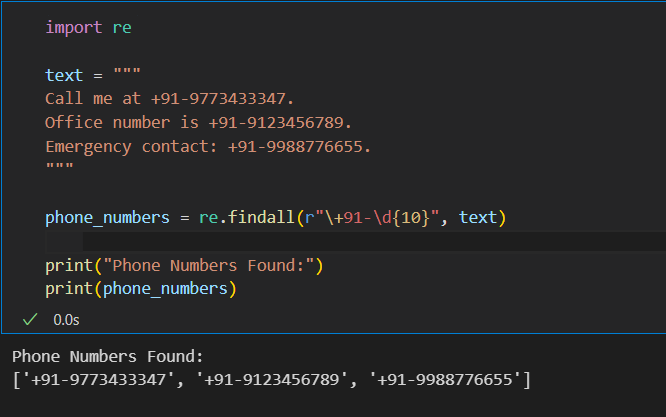 import re
text = """
Call me at +91-9773433347.
Office number is +91-9123456789.
Emergency contact: +91-9988776655.
"""
phone_numbers = re.findall(r"\+91-\d{10}", text)
print("Phone Numbers Found:")
print(phone_numbers)
0.0s
Phone Numbers Found:
['+91-9773433347', '+91-9123456789', '+91-9988776655']